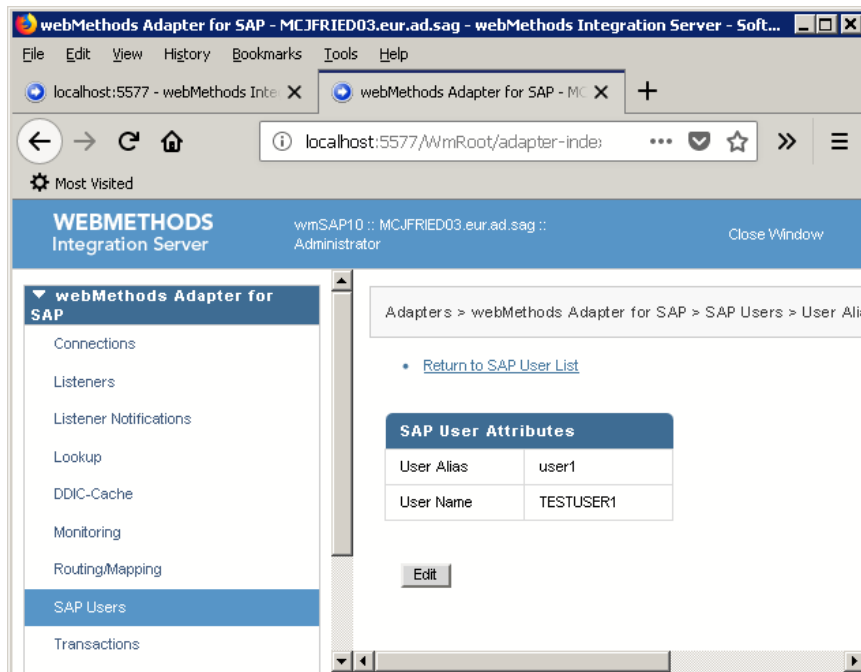 webMethods Adapter for SAP - MCJFRIED03.eur.ad.sag - webMethods Integration Server - Soft...
File Edit View History Bookmarks Tools Help
localhost:5577 - webMethods Inte
webMethods Adapter for SAP - MC
localhost:5577/WmRoot/adapter-index
Most Visited
WEBMETHODS
Integration Server
wmSAP10 :: MCJFRIED03.eur.ad.sag ::
Administrator
Close Window
webMethods Adapter for
SAP
Connections
Listeners
Listener Notifications
Lookup
DDIC-Cache
Monitoring
Routing/Mapping
SAP Users
Transactions
Adapters > webMethods Adapter for SAP > SAP Users > User Ali
• Return to SAP User List
SAP User Attributes
User Alias user1
User Name TESTUSER1
Edit